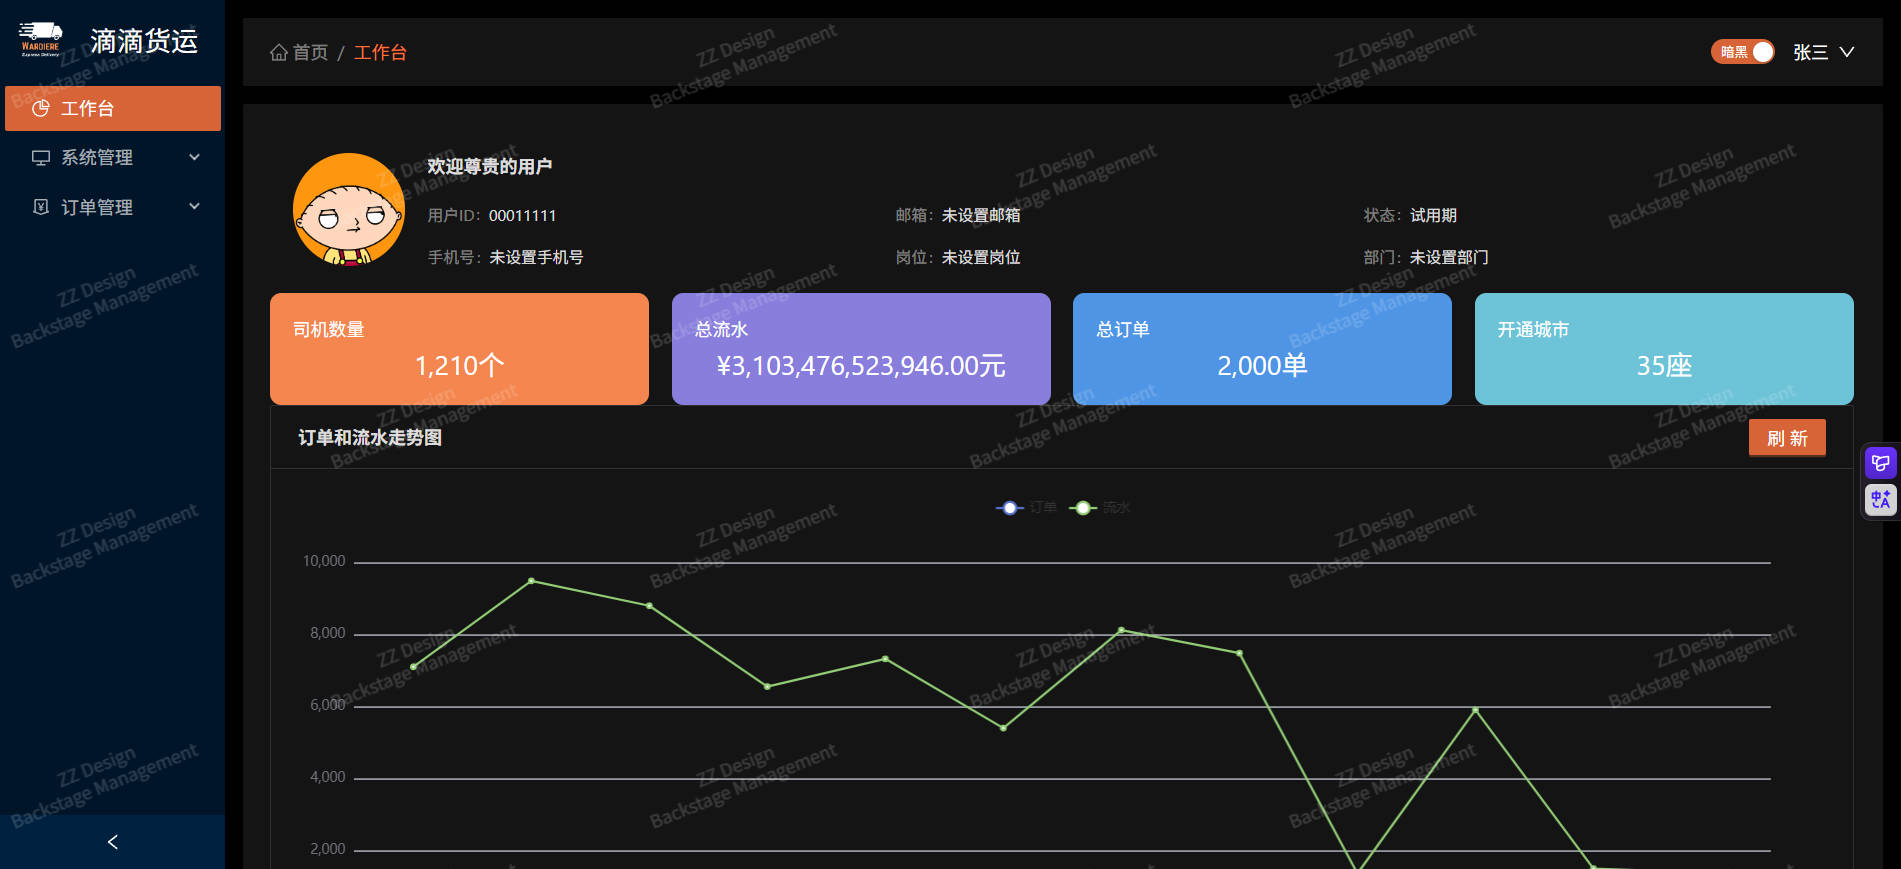 WARDIERE
Express Delivery
滴滴货运
工作台
系统管理
订单管理
首页 / 工作台
暗黑
张三
欢迎尊贵的用户
用户ID: 00011111
邮箱: 未设置邮箱
状态: 试用期
手机号: 未设置手机号
岗位: 未设置岗位
部门: 未设置部门
司机数量
1,210个
总流水
¥3,103,476,523,946.00元
总订单
2,000单
开通城市
35座
订单和流水走势图
刷 新
订单
流水
10,000
8,000
6,000
4,000
2,000
ZZ Design
Backstage Management